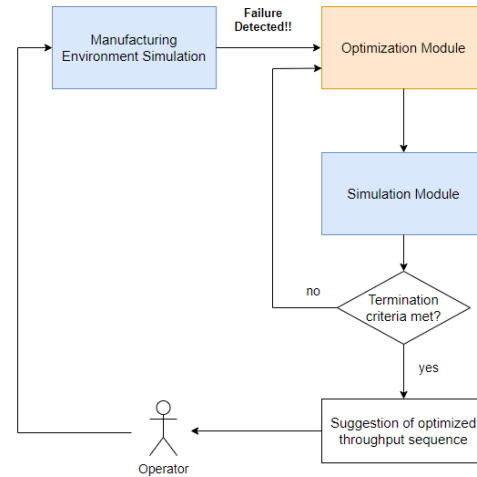 Failure
Detected!!
Manufacturing
Environment Simulation
Optimization Module
Simulation Module
no
Termination
criteria met?
yes
Suggestion of optimized
throughput sequence
Operator